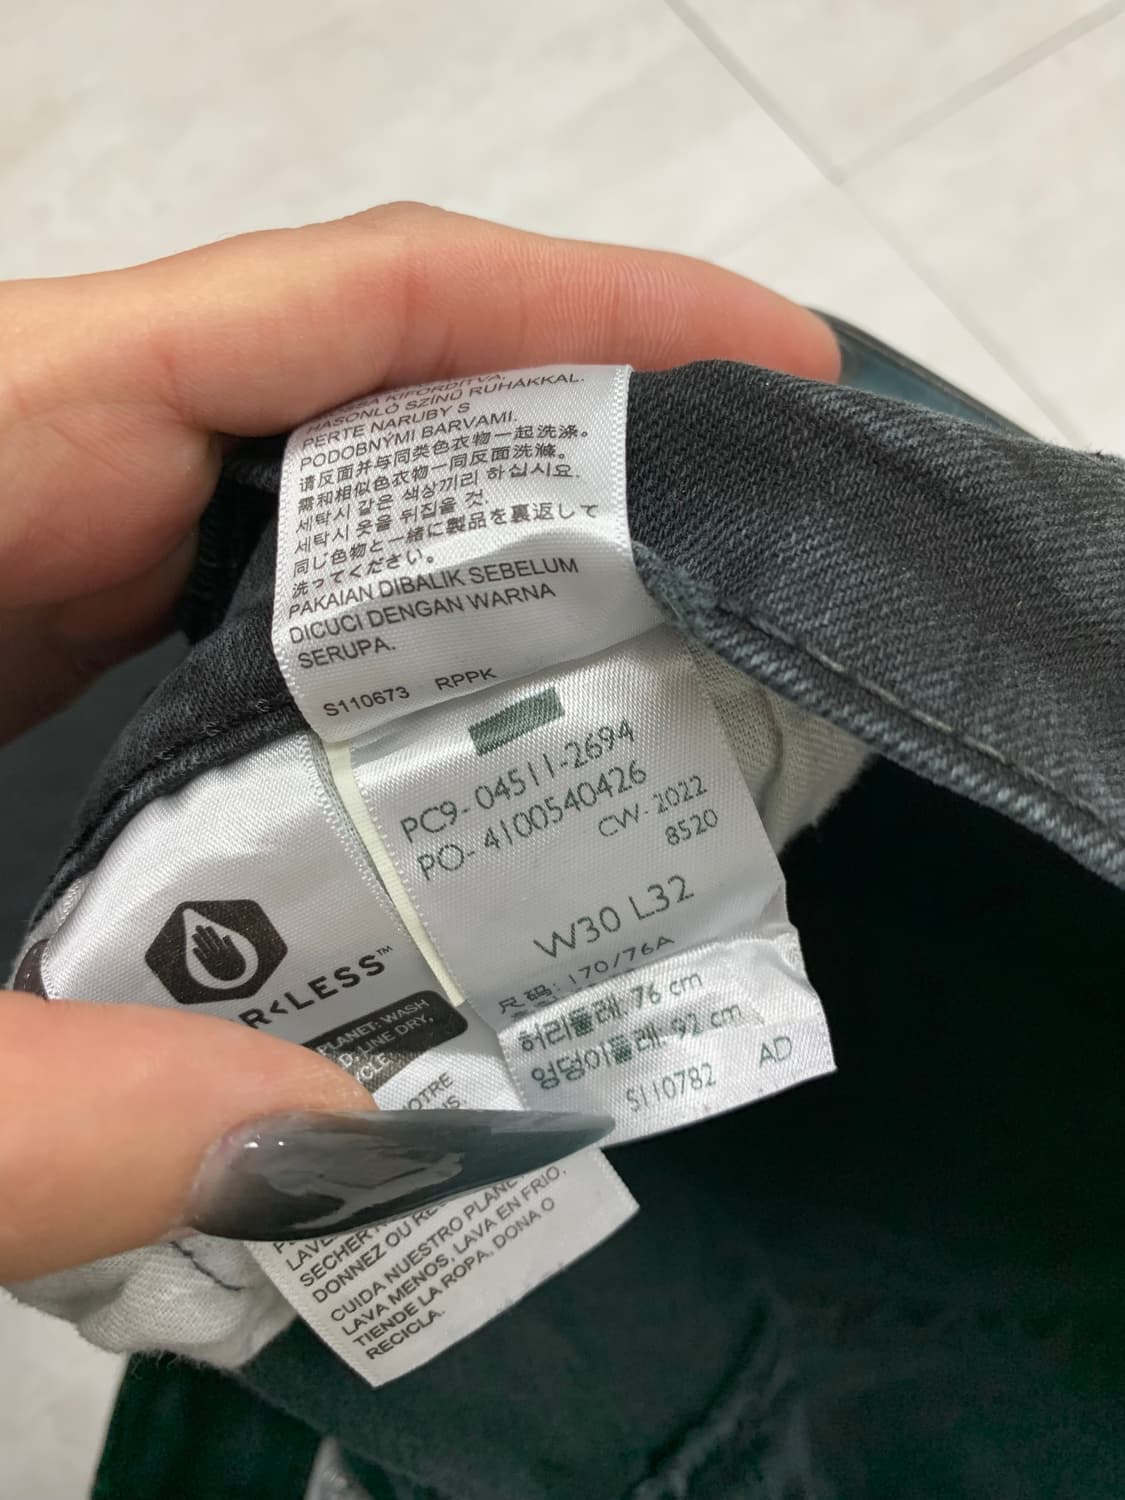 KIFORDÍTVA,
HASONLÓ SZÍNŰ RUHÁKKAL.
PERTE NARUBY S
PODOBNÝMI BARVAMI.
请反面并与同类色衣物一起洗涤。
需和相似色衣物一同反面洗滌。
세탁시 같은 색상끼리 하십시요.
세탁시 옷을 뒤집을 것.
同じ色物と一緒に製品を裏返して
洗ってください。
PAKAIAN DIBALIK SEBELUM
DICUCI DENGAN WARNA
SERUPA.
S110673 RPPK
PC9-04511-2694
PO-4100540426
CW-2022
8520
W30 L32
尺码: 170/76A
허리둘레: 76 cm
엉덩이둘레: 92 cm
S110782 AD
R<LESS™
PLANET: WASH
LINE DRY,
OTRE
SECHER
DONNEZ OU
CUIDA NUESTRO
LAVA MENOS, LAVA EN FRIO,
TIENDE LA ROPA, DONA O
RECICLA.